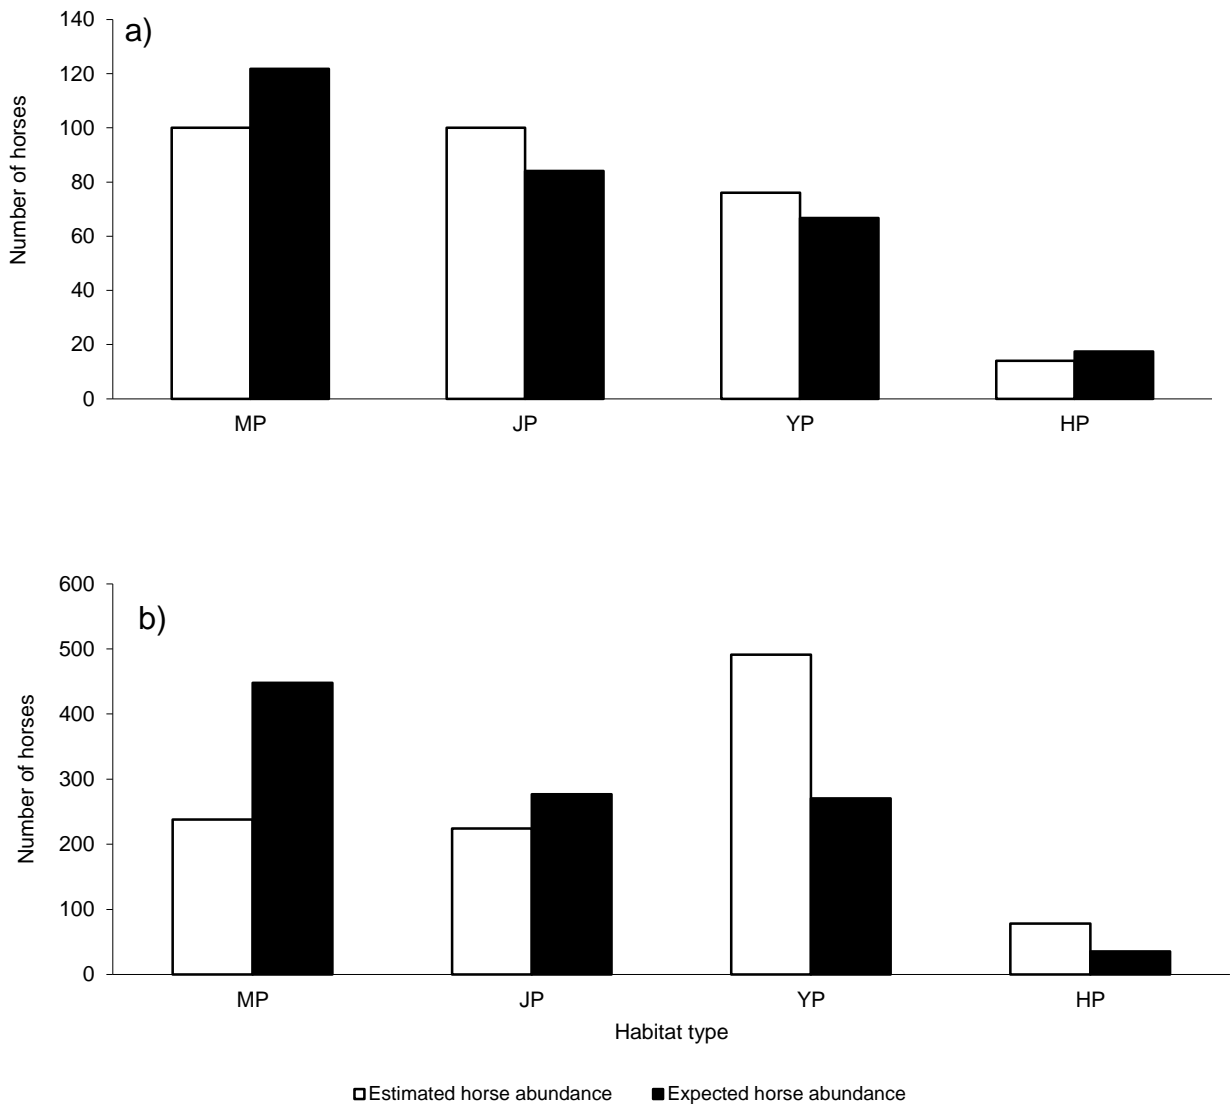 a)
140
120
100
80
60
40
20
0
Number of horses
MP JP YP HP
b)
600
500
400
300
200
100
0
Number of horses
MP JP YP HP
Habitat type
Estimated horse abundance Expected horse abundance